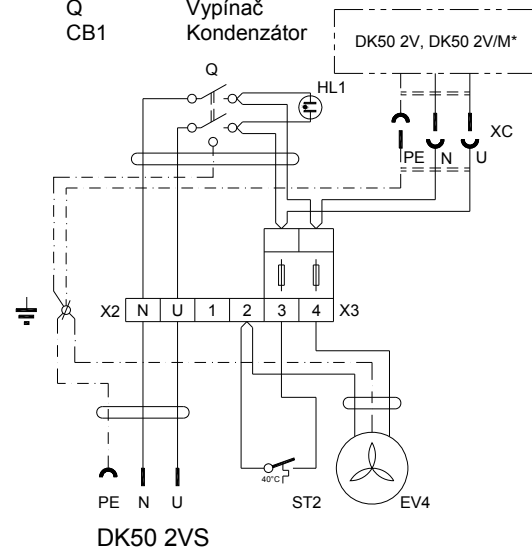 Q Vypínač
CB1 Kondenzátor
DK50 2V, DK50 2V/M*
Q
HL1
XC
PE N U
X2 N U 1 2 3 4 X3
40°C
ST2
EV4
PE N U
DK50 2VS